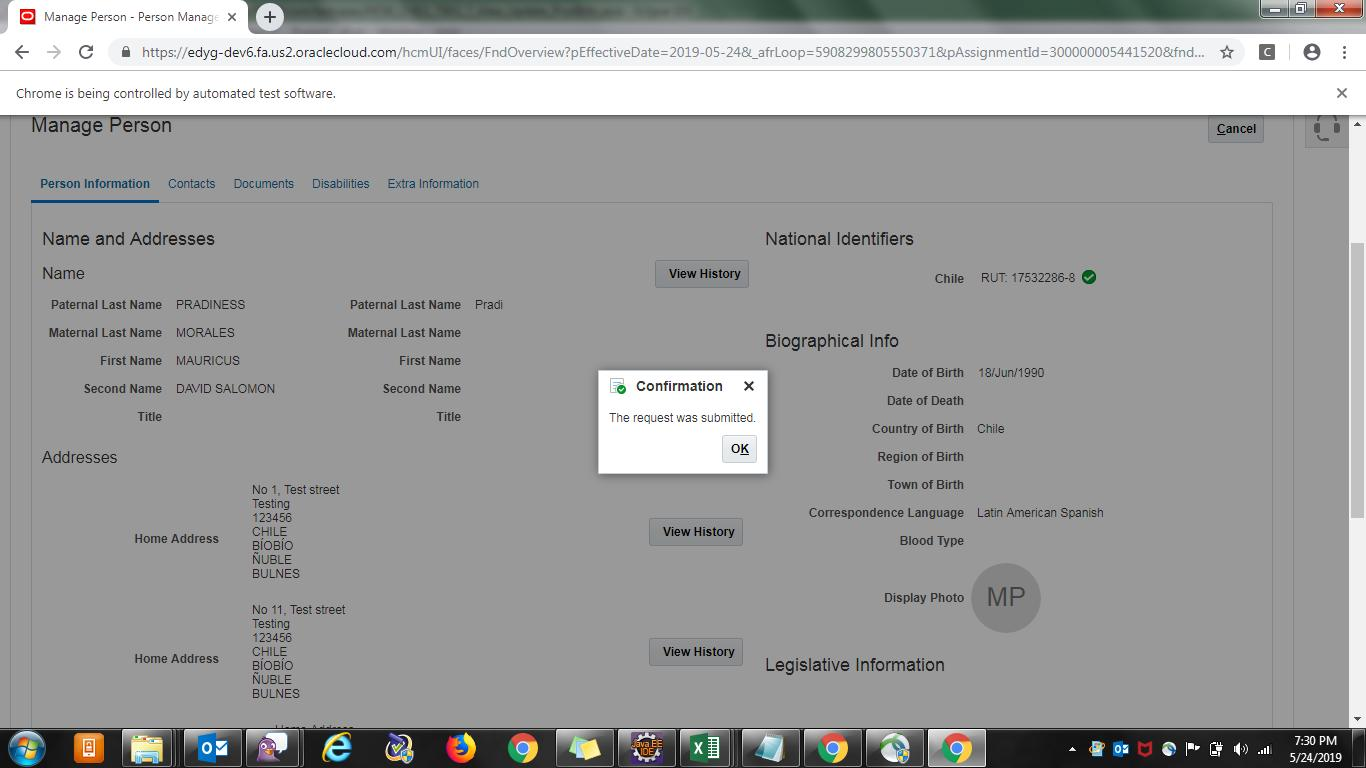 Manage Person - Person Manage
https://edyg-dev6.fa.us2.oraclecloud.com/hcmUI/faces/FndOverview?pEffectiveDate=2019-05-24&_afrLoop=5908299805550371&pAssignmentId=300000005441520&fnd...
C
Chrome is being controlled by automated test software.
Manage Person
Cancel
Person Information Contacts Documents Disabilities Extra Information
Name and Addresses
Name
View History
Paternal Last Name PRADINESS Paternal Last Name Pradi
Maternal Last Name MORALES Maternal Last Name
First Name MAURICUS First Name
Second Name DAVID SALOMON Second Name
Title Title
Addresses
Home Address
No 1, Test street
Testing
123456
CHILE
BÍOBÍO
ÑUBLE
BULNES
View History
Home Address
No 11, Test street
Testing
123456
CHILE
BÍOBÍO
ÑUBLE
BULNES
View History
Home Address
National Identifiers
Chile RUT: 17532286-8
Biographical Info
Date of Birth 18/Jun/1990
Date of Death
Country of Birth Chile
Region of Birth
Town of Birth
Correspondence Language Latin American Spanish
Blood Type
Display Photo MP
Legislative Information
Confirmation
The request was submitted.
OK
Java EE
IDE
7:30 PM
5/24/2019